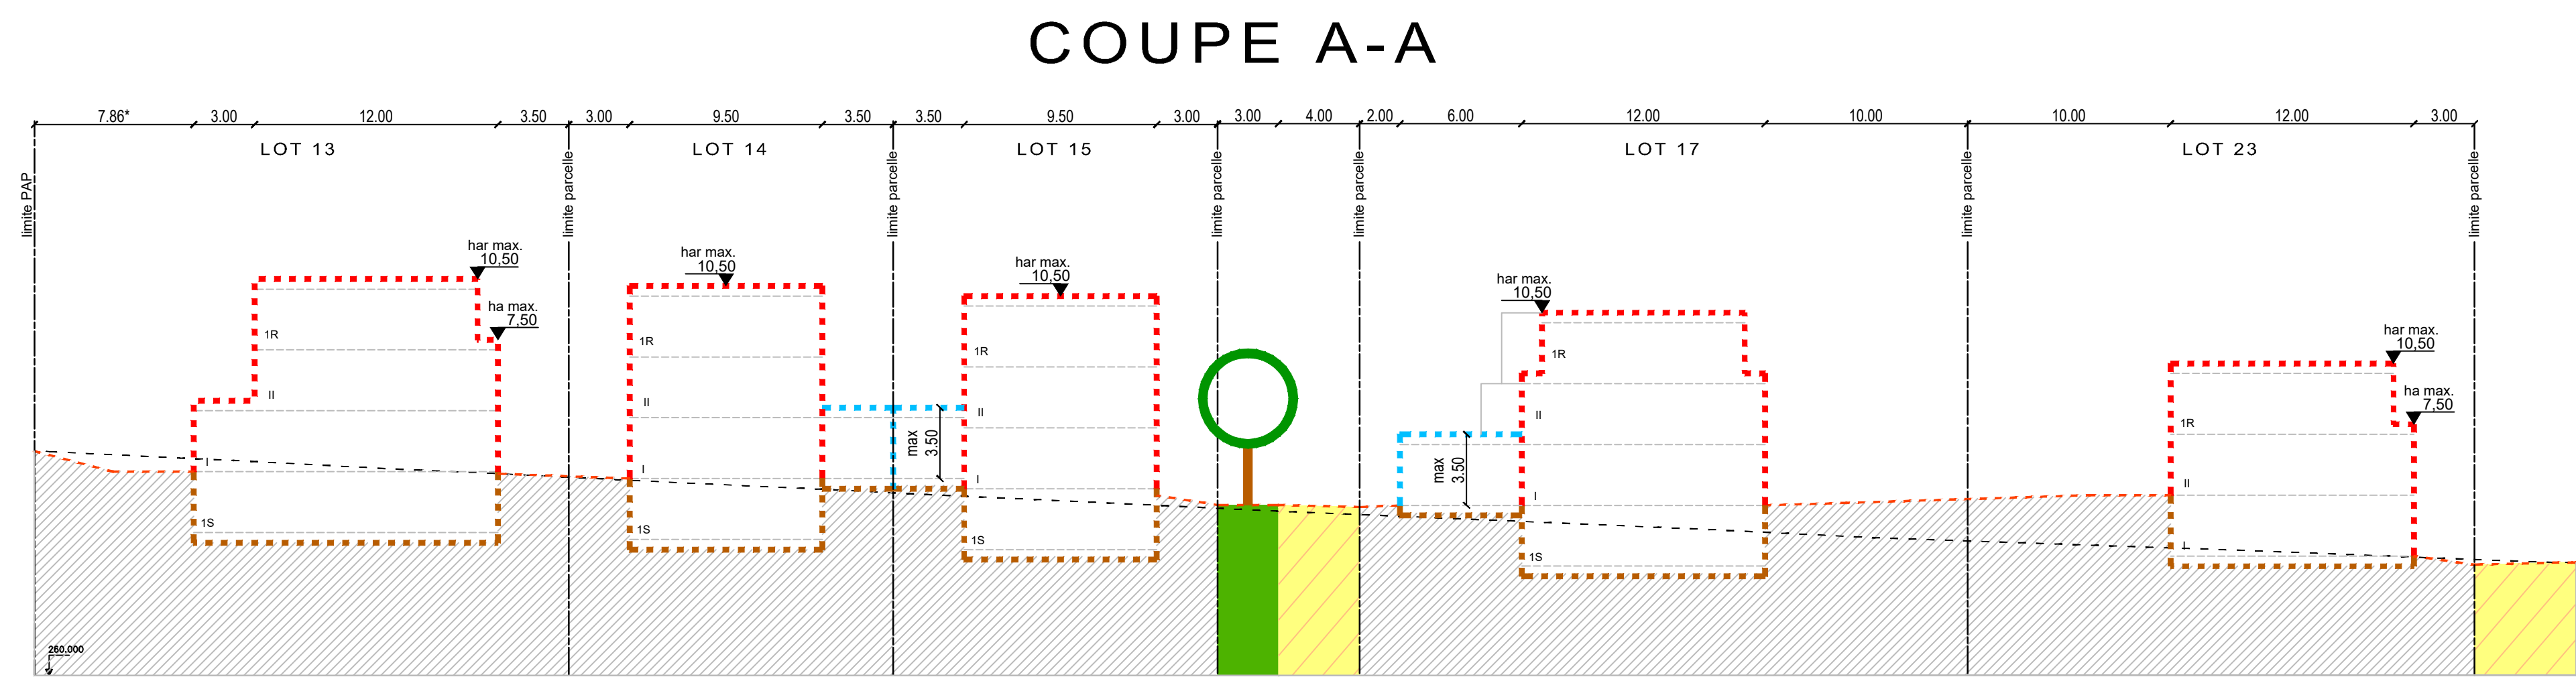 COUPE A-A
7.86* 3.00 12.00 3.50 3.00 9.50 3.50 3.50 9.50 3.00 3.00 4.00 2.00 6.00 12.00 10.00 10.00 12.00 3.00
LOT 13 LOT 14 LOT 15 LOT 17 LOT 23
limite PAP
limite parcelle
limite parcelle
limite parcelle
limite parcelle
limite parcelle
limite parcelle
har max.
10,50
ha max.
7,50
1R
II
I
1S
har max.
10,50
1R
II
I
1S
max
3.50
har max.
10,50
1R
II
I
1S
har max.
10,50
max
3.50
1R
II
I
1S
har max.
10,50
ha max.
7,50
1R
II
I
260.000